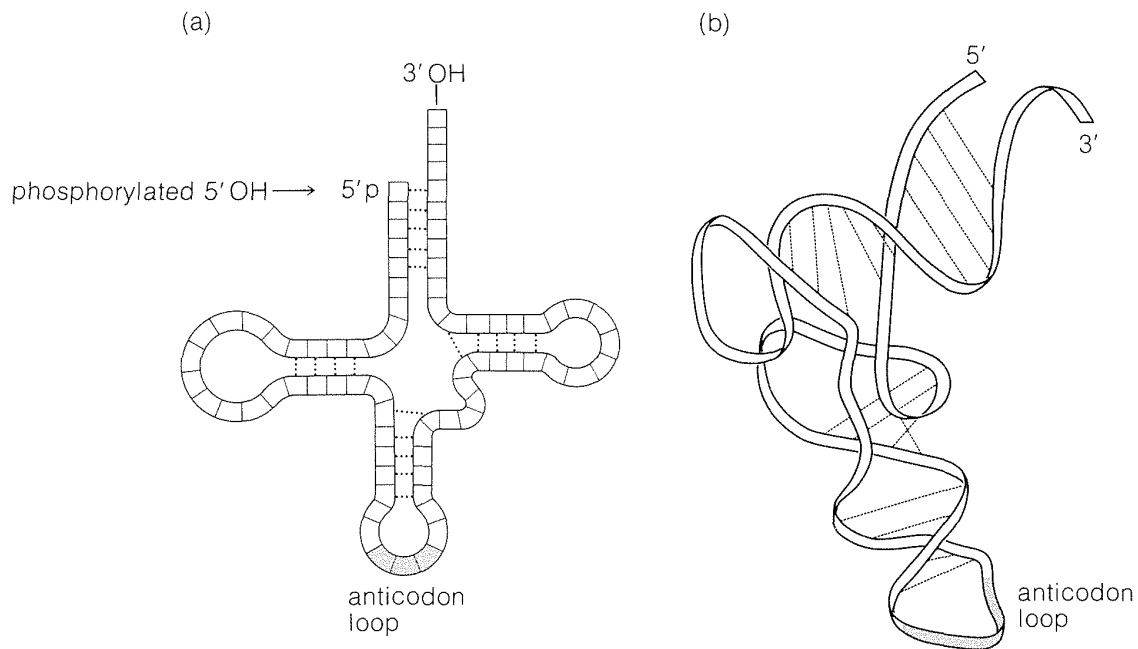 (a)
3′ OH
phosphorylated 5′ OH → 5′p
anticodon
loop
(b)
5′
3′
anticodon
loop